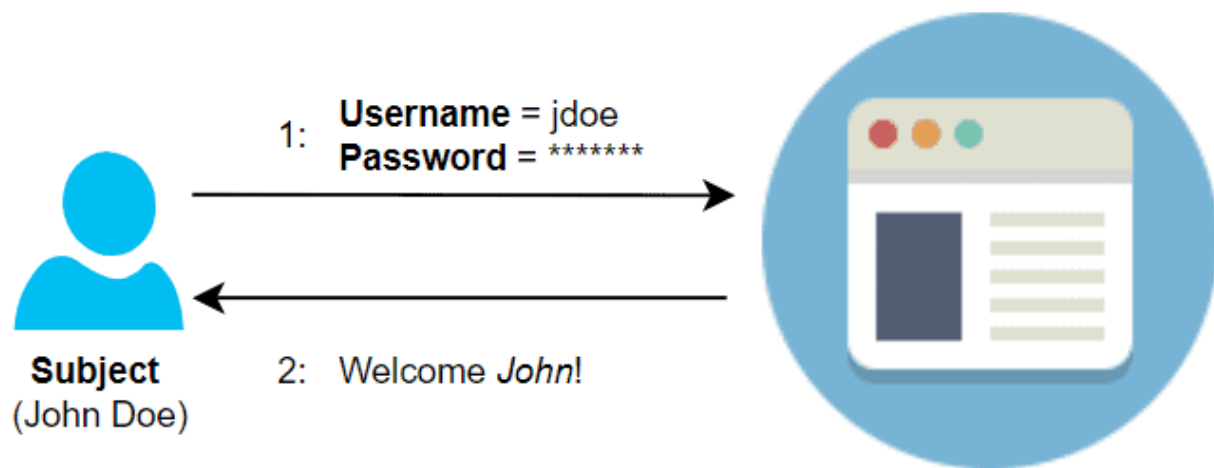 1: Username = jdoe
Password = *******
Subject
(John Doe)
2: Welcome John!